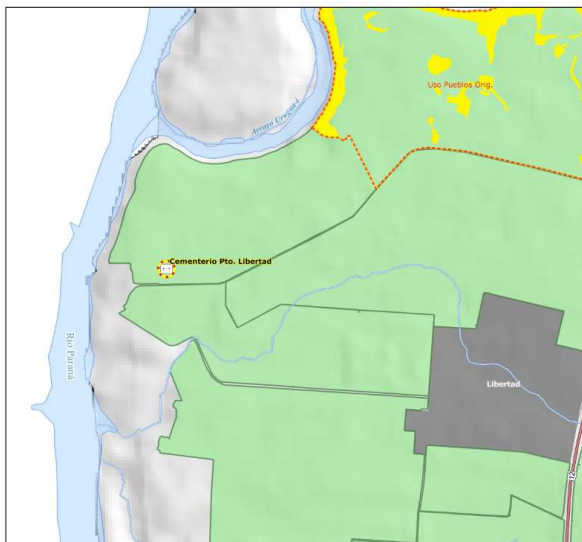 Uso Pueblos Orig.
Arroyo Urugua-í
Cementerio Pto. Libertad
Río Paraná
Libertad
12